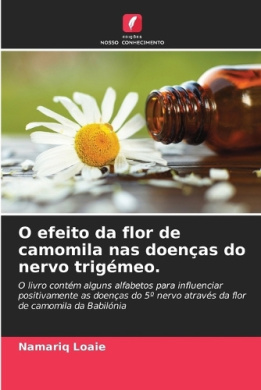 edições
NOSSO CONHECIMENTO
O efeito da flor de
camomila nas doenças do
nervo trigémeo.
O livro contém alguns alfabetos para influenciar
positivamente as doenças do 5º nervo através da flor
de camomila da Babilónia
Namariq Loaie